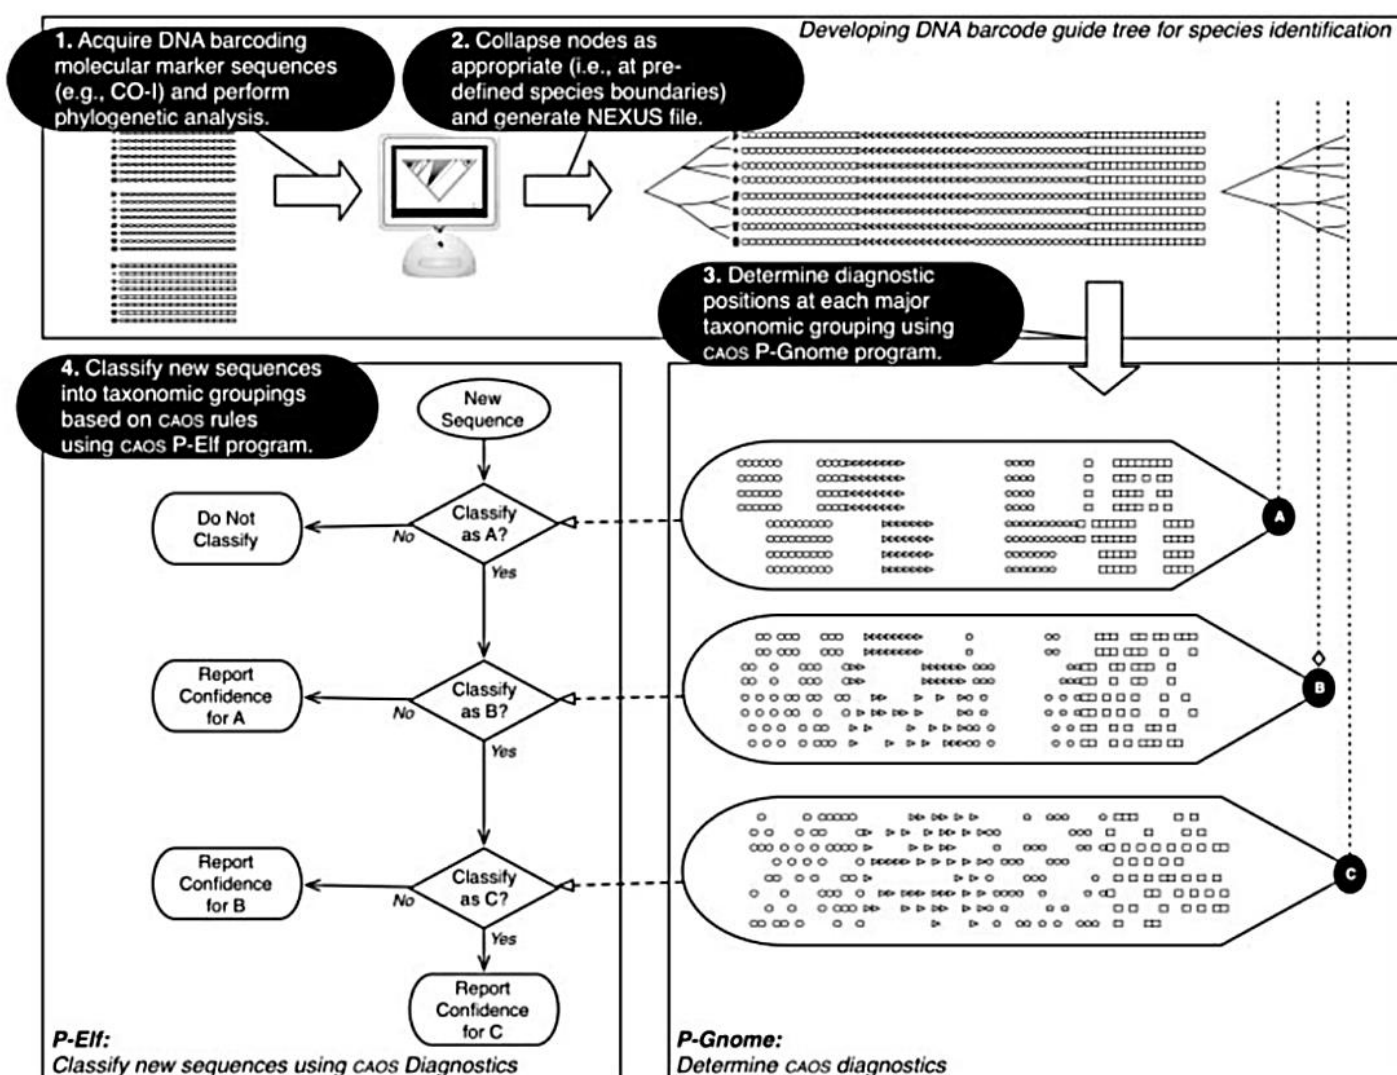 Developing DNA barcode guide tree for species identification
1. Acquire DNA barcoding
molecular marker sequences
(e.g., CO-I) and perform
phylogenetic analysis.
2. Collapse nodes as
appropriate (i.e., at pre-
defined species boundaries)
and generate NEXUS file.
3. Determine diagnostic
positions at each major
taxonomic grouping using
CAOS P-Gnome program.
4. Classify new sequences
into taxonomic groupings
based on CAOS rules
using CAOS P-Elf program.
New
Sequence
Classify
as A?
No
Do Not
Classify
Yes
Classify
as B?
No
Report
Confidence
for A
Yes
Classify
as C?
No
Report
Confidence
for B
Yes
Report
Confidence
for C
P-Elf:
Classify new sequences using CAOS Diagnostics
A
B
C
P-Gnome:
Determine CAOS diagnostics